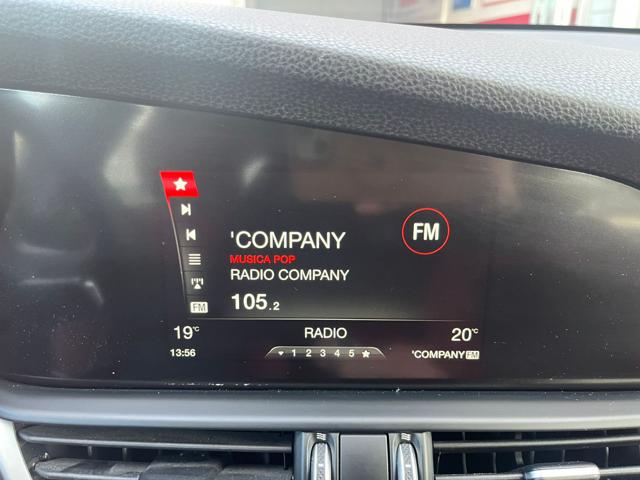 'COMPANY
FM
MUSICA POP
RADIO COMPANY
105.2
FM
19°C
RADIO
20°C
13:56
1 2 3 4 5
'COMPANY FM